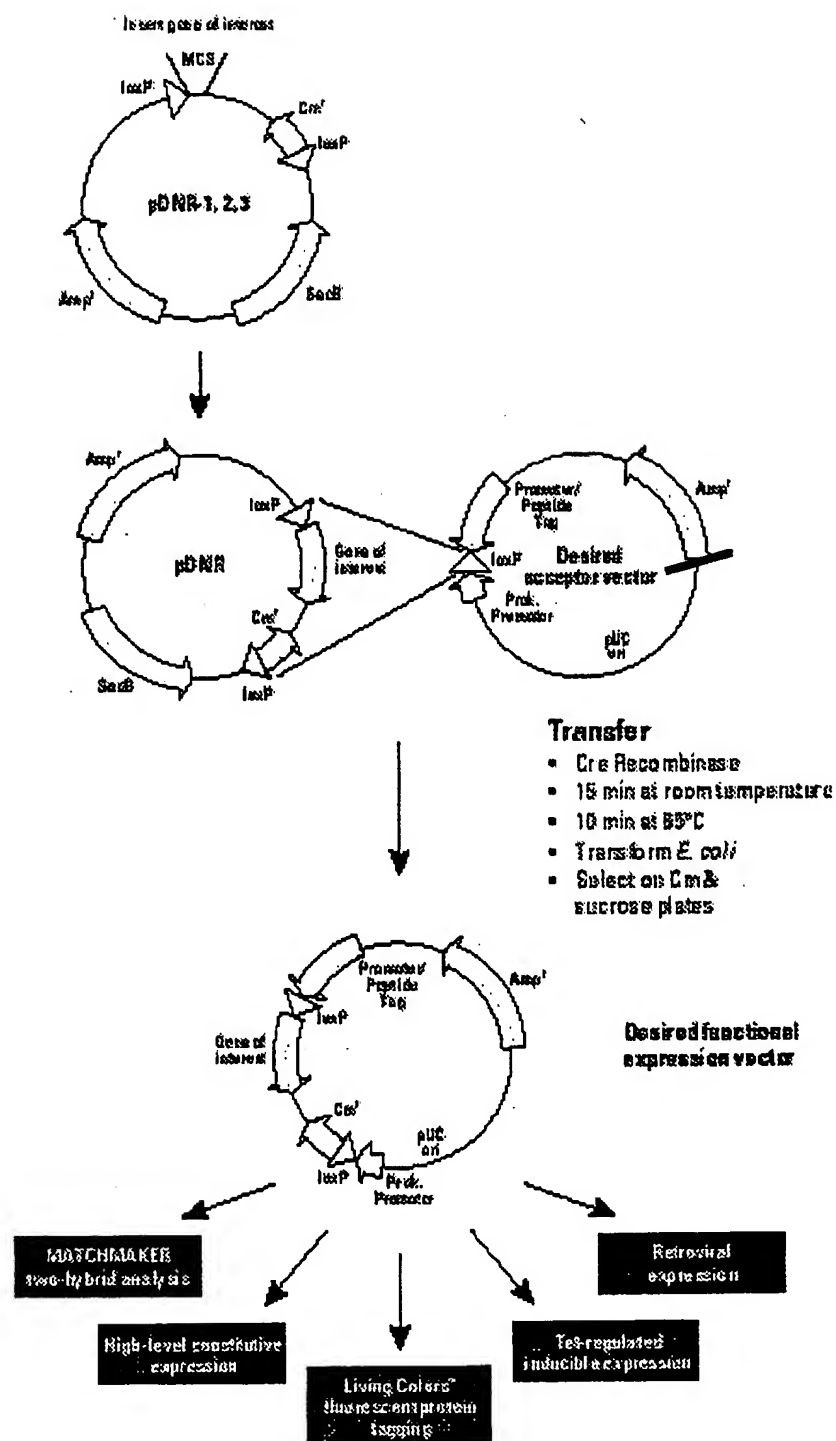 Insert gene of interest
MCS
loxP
Cmʳ
loxP
pDNR-1, 2, 3
Ampʳ
SacB
Ampʳ
loxP
Gene of
interest
pDNR
Cmʳ
loxP
SacB
Promoter/
Peptide
Tag
Ampʳ
loxP
Desired
acceptor vector
Prok.
Promoter
pUC
ori
Transfer
• Cre Recombinase
• 15 min at room temperature
• 10 min at 65°C
• Transform E. coli
• Select on Cm &
sucrose plates
Promoter/
Peptide
Tag
Ampʳ
loxP
Gene of
interest
Cmʳ
loxP
Prok.
Promoter
pUC
ori
Desired functional
expression vector
MATCHMAKER
two-hybrid analysis
Retroviral
expression
High-level constitutive
expression
Tet-regulated
inducible expression
Living Colors™
fluorescent protein
tagging